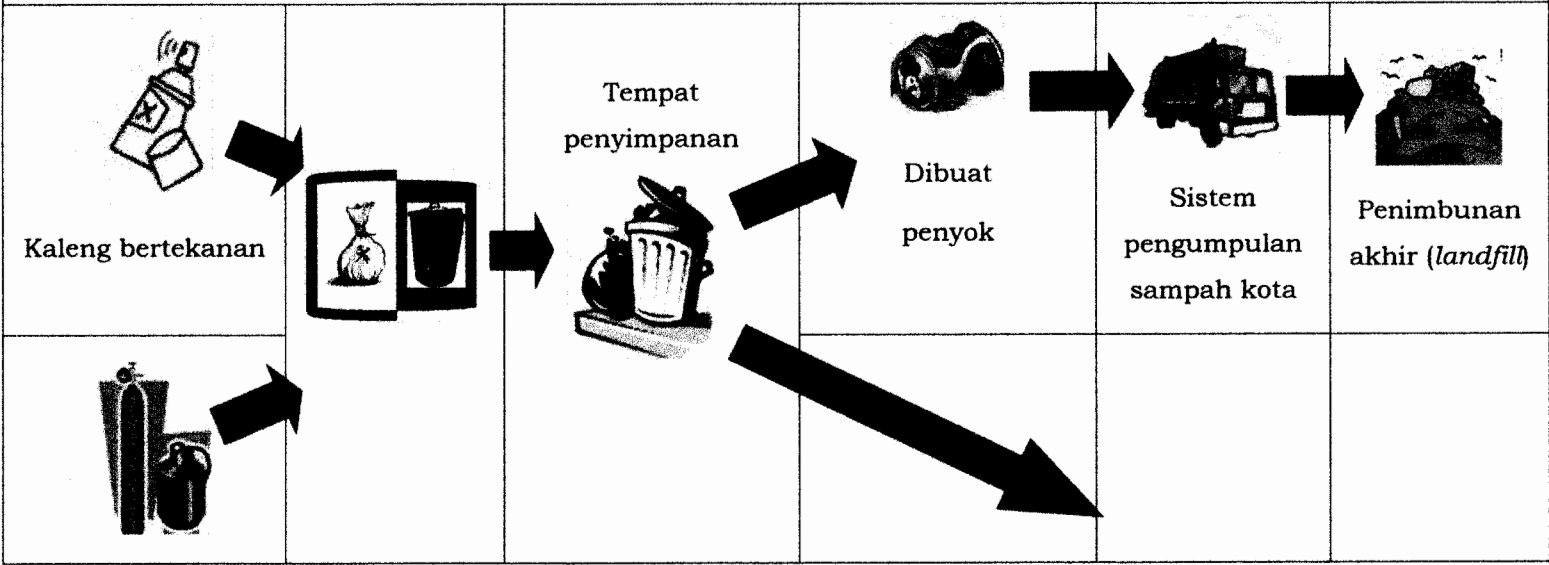 Kaleng bertekanan
Tempat
penyimpanan
Dibuat
penyok
Sistem
pengumpulan
sampah kota
Penimbunan
akhir (landfill)